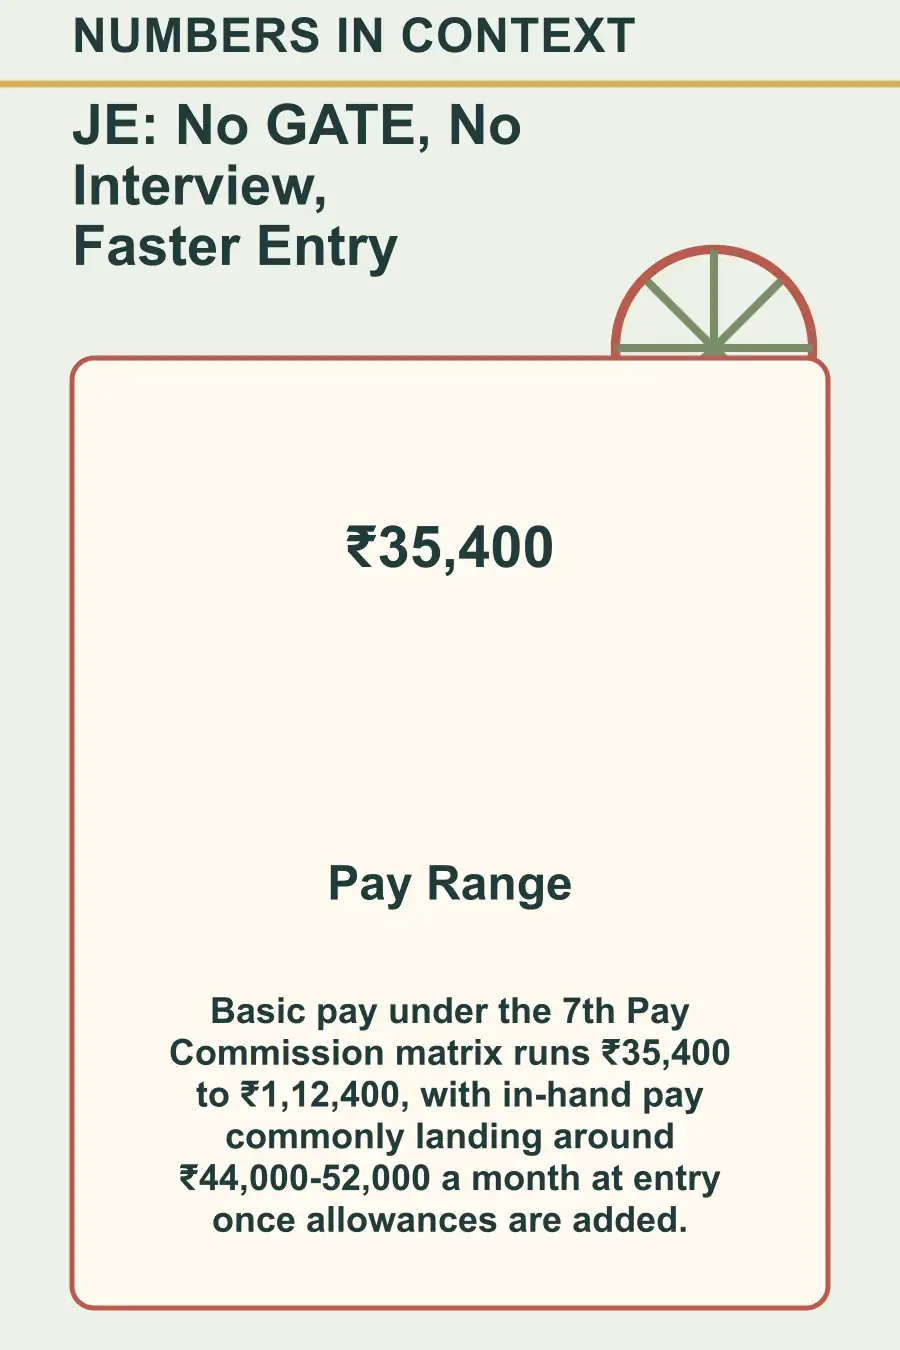 NUMBERS IN CONTEXT
JE: No GATE, No
Interview,
Faster Entry
₹35,400
Pay Range
Basic pay under the 7th Pay
Commission matrix runs ₹35,400
to ₹1,12,400, with in-hand pay
commonly landing around
₹44,000-52,000 a month at entry
once allowances are added.